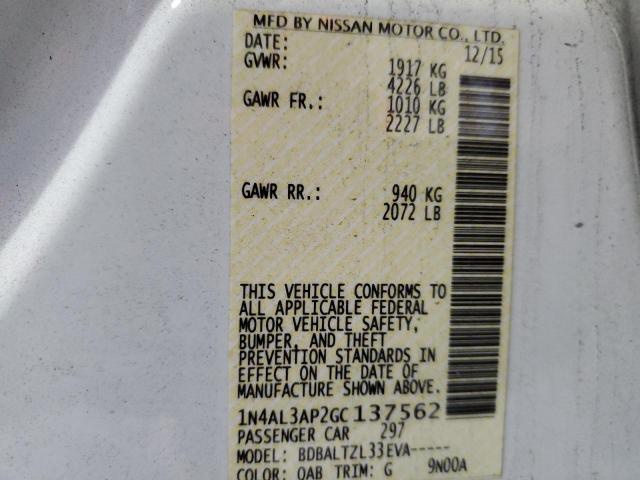 MFD BY NISSAN MOTOR CO., LTD.
DATE: 12/15
GVWR: 1917 KG
4226 LB
GAWR FR.: 1010 KG
2227 LB
GAWR RR.: 940 KG
2072 LB
THIS VEHICLE CONFORMS TO
ALL APPLICABLE FEDERAL
MOTOR VEHICLE SAFETY,
BUMPER, AND THEFT
PREVENTION STANDARDS IN
EFFECT ON THE DATE OF
MANUFACTURE SHOWN ABOVE.
1N4AL3AP2GC137562
PASSENGER CAR 297
MODEL: BDBALTZL33EVA-----
COLOR: QAB TRIM: G 9N00A